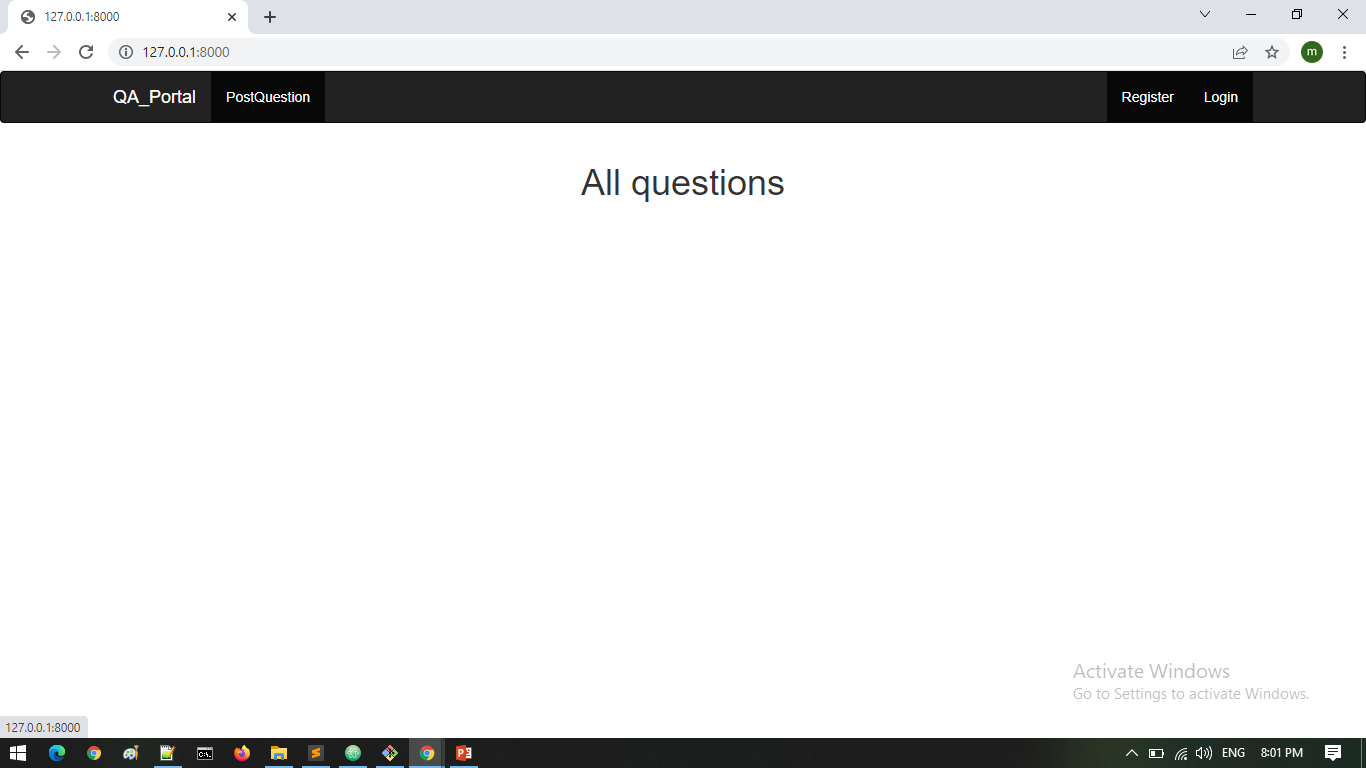 127.0.0.1:8000
127.0.0.1:8000
m
QA_Portal PostQuestion Register Login
All questions
Activate Windows
Go to Settings to activate Windows.
127.0.0.1:8000
ENG 8:01 PM